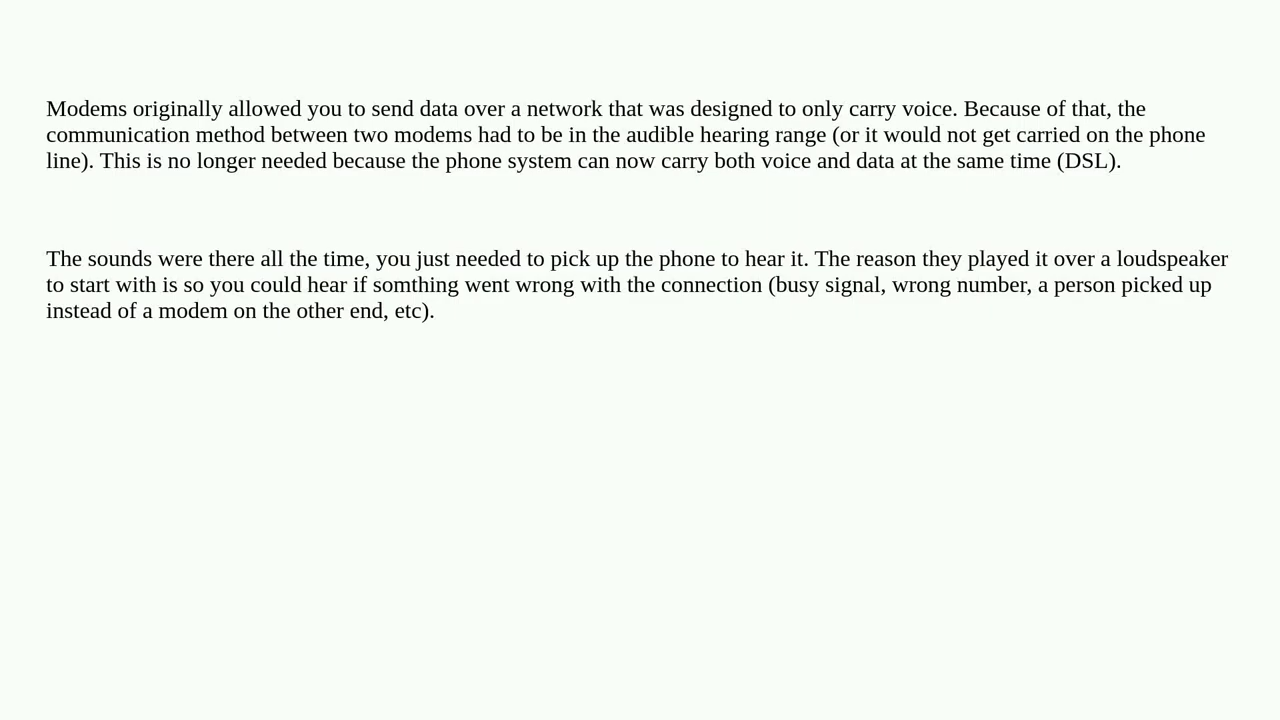 Modems originally allowed you to send data over a network that was designed to only carry voice. Because of that, the
communication method between two modems had to be in the audible hearing range (or it would not get carried on the phone
line). This is no longer needed because the phone system can now carry both voice and data at the same time (DSL).
The sounds were there all the time, you just needed to pick up the phone to hear it. The reason they played it over a loudspeaker
to start with is so you could hear if somthing went wrong with the connection (busy signal, wrong number, a person picked up
instead of a modem on the other end, etc).